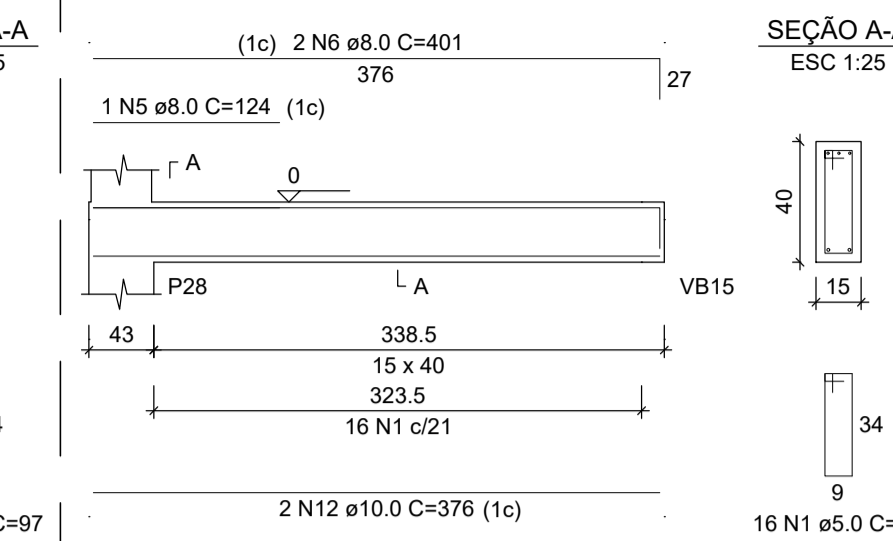 A-A
SEÇÃO A-A
ESC 1:25
(1c) 2 N6 ø8.0 C=401
376
27
1 N5 ø8.0 C=124 (1c)
A
0
40
P28
A
VB15
15
43
338.5
15 x 40
323.5
16 N1 c/21
34
9
2 N12 ø10.0 C=376 (1c)
C=97
16 N1 ø5.0 C=